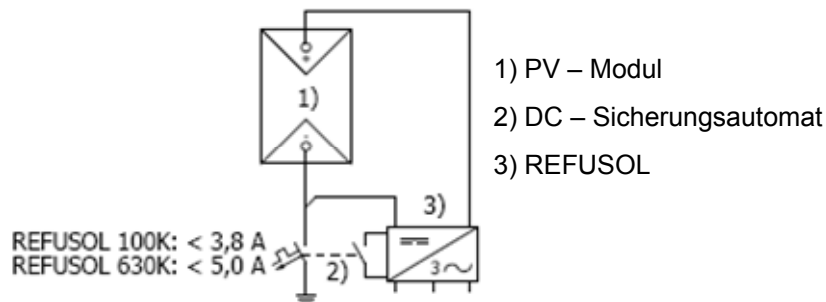 1)
1) PV – Modul
2) DC – Sicherungsautomat
3) REFUSOL
3)
REFUSOL 100K: < 3,8 A
REFUSOL 630K: < 5,0 A
2)
3